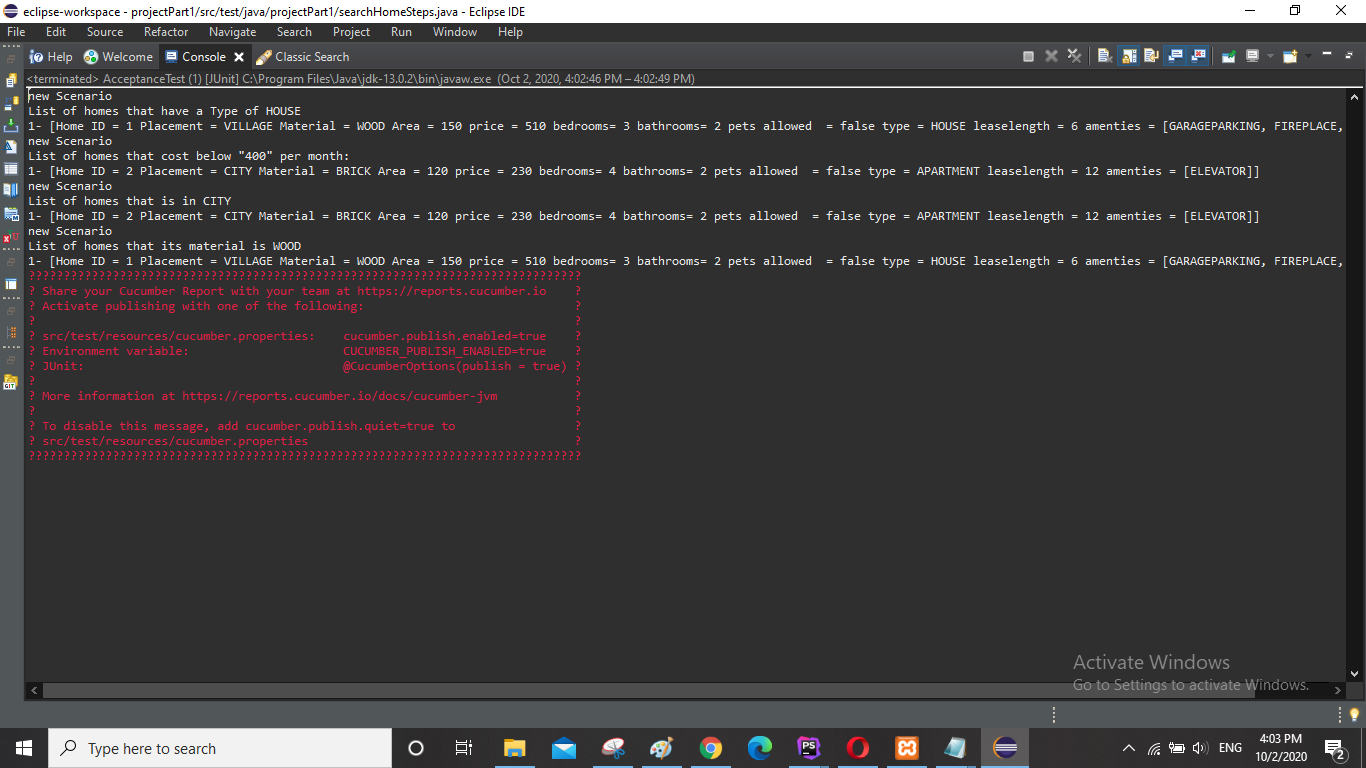 eclipse-workspace - projectPart1/src/test/java/projectPart1/searchHomeSteps.java - Eclipse IDE
File Edit Source Refactor Navigate Search Project Run Window Help
Help Welcome Console Classic Search
<terminated> AcceptanceTest (1) [JUnit] C:\Program Files\Java\jdk-13.0.2\bin\javaw.exe (Oct 2, 2020, 4:02:46 PM – 4:02:49 PM)
new Scenario
List of homes that have a Type of HOUSE
1- [Home ID = 1 Placement = VILLAGE Material = WOOD Area = 150 price = 510 bedrooms= 3 bathrooms= 2 pets allowed  = false type = HOUSE leaselength = 6 amenties = [GARAGEPARKING, FIREPLACE,
new Scenario
List of homes that cost below "400" per month:
1- [Home ID = 2 Placement = CITY Material = BRICK Area = 120 price = 230 bedrooms= 4 bathrooms= 2 pets allowed  = false type = APARTMENT leaselength = 12 amenties = [ELEVATOR]]
new Scenario
List of homes that is in CITY
1- [Home ID = 2 Placement = CITY Material = BRICK Area = 120 price = 230 bedrooms= 4 bathrooms= 2 pets allowed  = false type = APARTMENT leaselength = 12 amenties = [ELEVATOR]]
new Scenario
List of homes that its material is WOOD
1- [Home ID = 1 Placement = VILLAGE Material = WOOD Area = 150 price = 510 bedrooms= 3 bathrooms= 2 pets allowed  = false type = HOUSE leaselength = 6 amenties = [GARAGEPARKING, FIREPLACE,
???????????????????????????????????????????????????????????????????????????????
? Share your Cucumber Report with your team at https://reports.cucumber.io    ?
? Activate publishing with one of the following:                              ?
?                                                                             ?
? src/test/resources/cucumber.properties:    cucumber.publish.enabled=true    ?
? Environment variable:                      CUCUMBER_PUBLISH_ENABLED=true    ?
? JUnit:                                     @CucumberOptions(publish = true) ?
?                                                                             ?
? More information at https://reports.cucumber.io/docs/cucumber-jvm           ?
?                                                                             ?
? To disable this message, add cucumber.publish.quiet=true to                 ?
? src/test/resources/cucumber.properties                                      ?
???????????????????????????????????????????????????????????????????????????????
Activate Windows
Go to Settings to activate Windows.
Type here to search
ENG
4:03 PM
10/2/2020
2